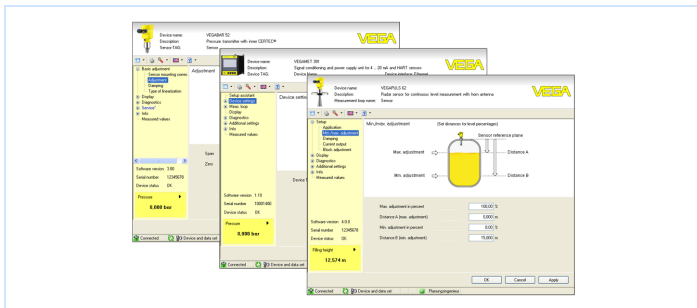 Device name: VEGABAR 52
Description: Pressure transmitter with inner CERTEC®
Sensor TAG: Sensor
VEGA
Basic adjustment
Sensor mounting position
Adjustment
Damping
Type of linearization
Display
Diagnostics
Service
Info
Measured values
Adjustment
Span
Zero
Software version 3.80
Serial number 12345678
Device status OK
Pressure
0,000 bar
Connected
Device and data set
Device name: VEGAMET 391
Description: Signal conditioning and power supply unit for 4 .. 20 mA and HART sensors
Device TAG: Device Name
Device interface: Ethernet
VEGA
Setup assistant
Device settings
Meas. loop
Display
Diagnostics
Additional settings
Info
Measured values
Device settings
Software version 1.10
Serial number
Device status OK
Pressure
0,000 bar
Connected
Device and data set
Device name: VEGAPULS 62
Description: Radar sensor for continuous level measurement with horn antenna
Measurement loop name: Sensor
VEGA
Setup
Application
Min./max. adjustment
Damping
Current output
Block adjustment
Display
Diagnostics
Additional settings
Info
Measured values
Min./max. adjustment (Set distances to level percentages)
Sensor reference plane
Max. adjustment
Distance A
Min. adjustment
Distance B
Max. adjustment in percent 100,00 %
Distance A (max. adjustment) 0,000 m
Min. adjustment in percent 0,00 %
Distance B (min. adjustment) 15,000 m
Software version 4.0.0
Serial number 12345678
Device status OK
Filling height
12,574 m
OK Cancel Apply
Connected
Device and data set
Planungsingenieur